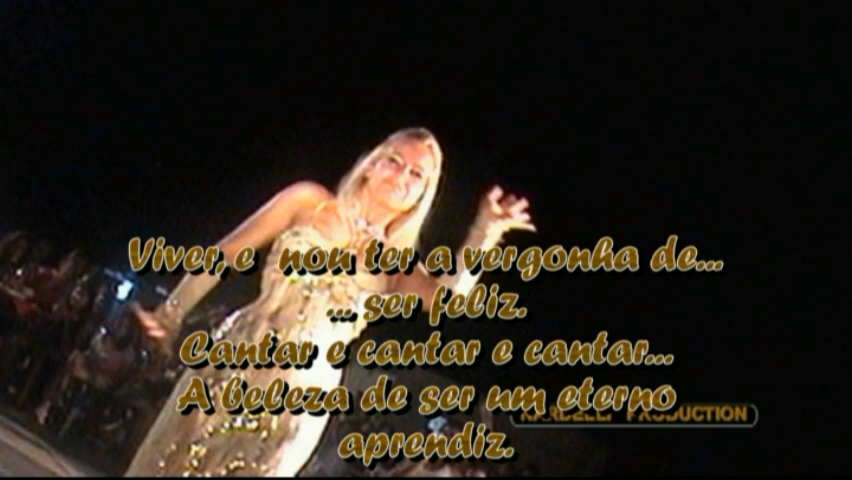 Viver, e nou ter a vergonha de...
... ser feliz.
Cantar e cantar e cantar...
A beleza de ser um eterno
aprendiz.
PRODUCTION